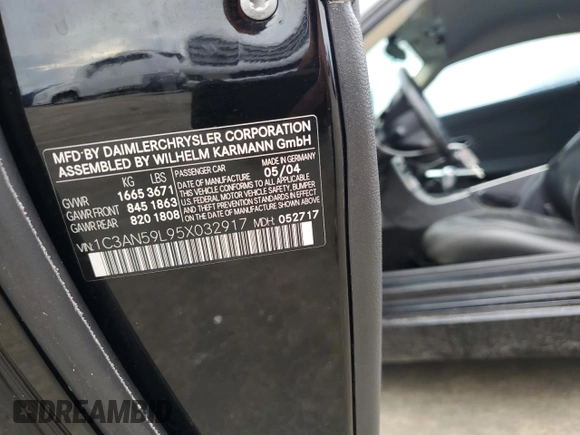 MFD·BY DAIMLERCHRYSLER CORPORATION
ASSEMBLED BY WILHELM KARMANN GmbH
KG LBS
GVWR 1665 3671
GAWR FRONT 845 1863
GAWR REAR 820 1808
PASSENGER CAR MADE IN GERMANY
DATE OF MANUFACTURE 05/04
THIS VEHICLE CONFORMS TO ALL APPLICABLE
U.S. FEDERAL MOTOR VEHICLE SAFETY, BUMPER
AND THEFT PREVENTION STANDARDS IN EFFECT
ON THE DATE OF MANUFACTURE SHOWN ABOVE.
VIN: 1C3AN59L95X032917 MDH: 052717
DREAMBID